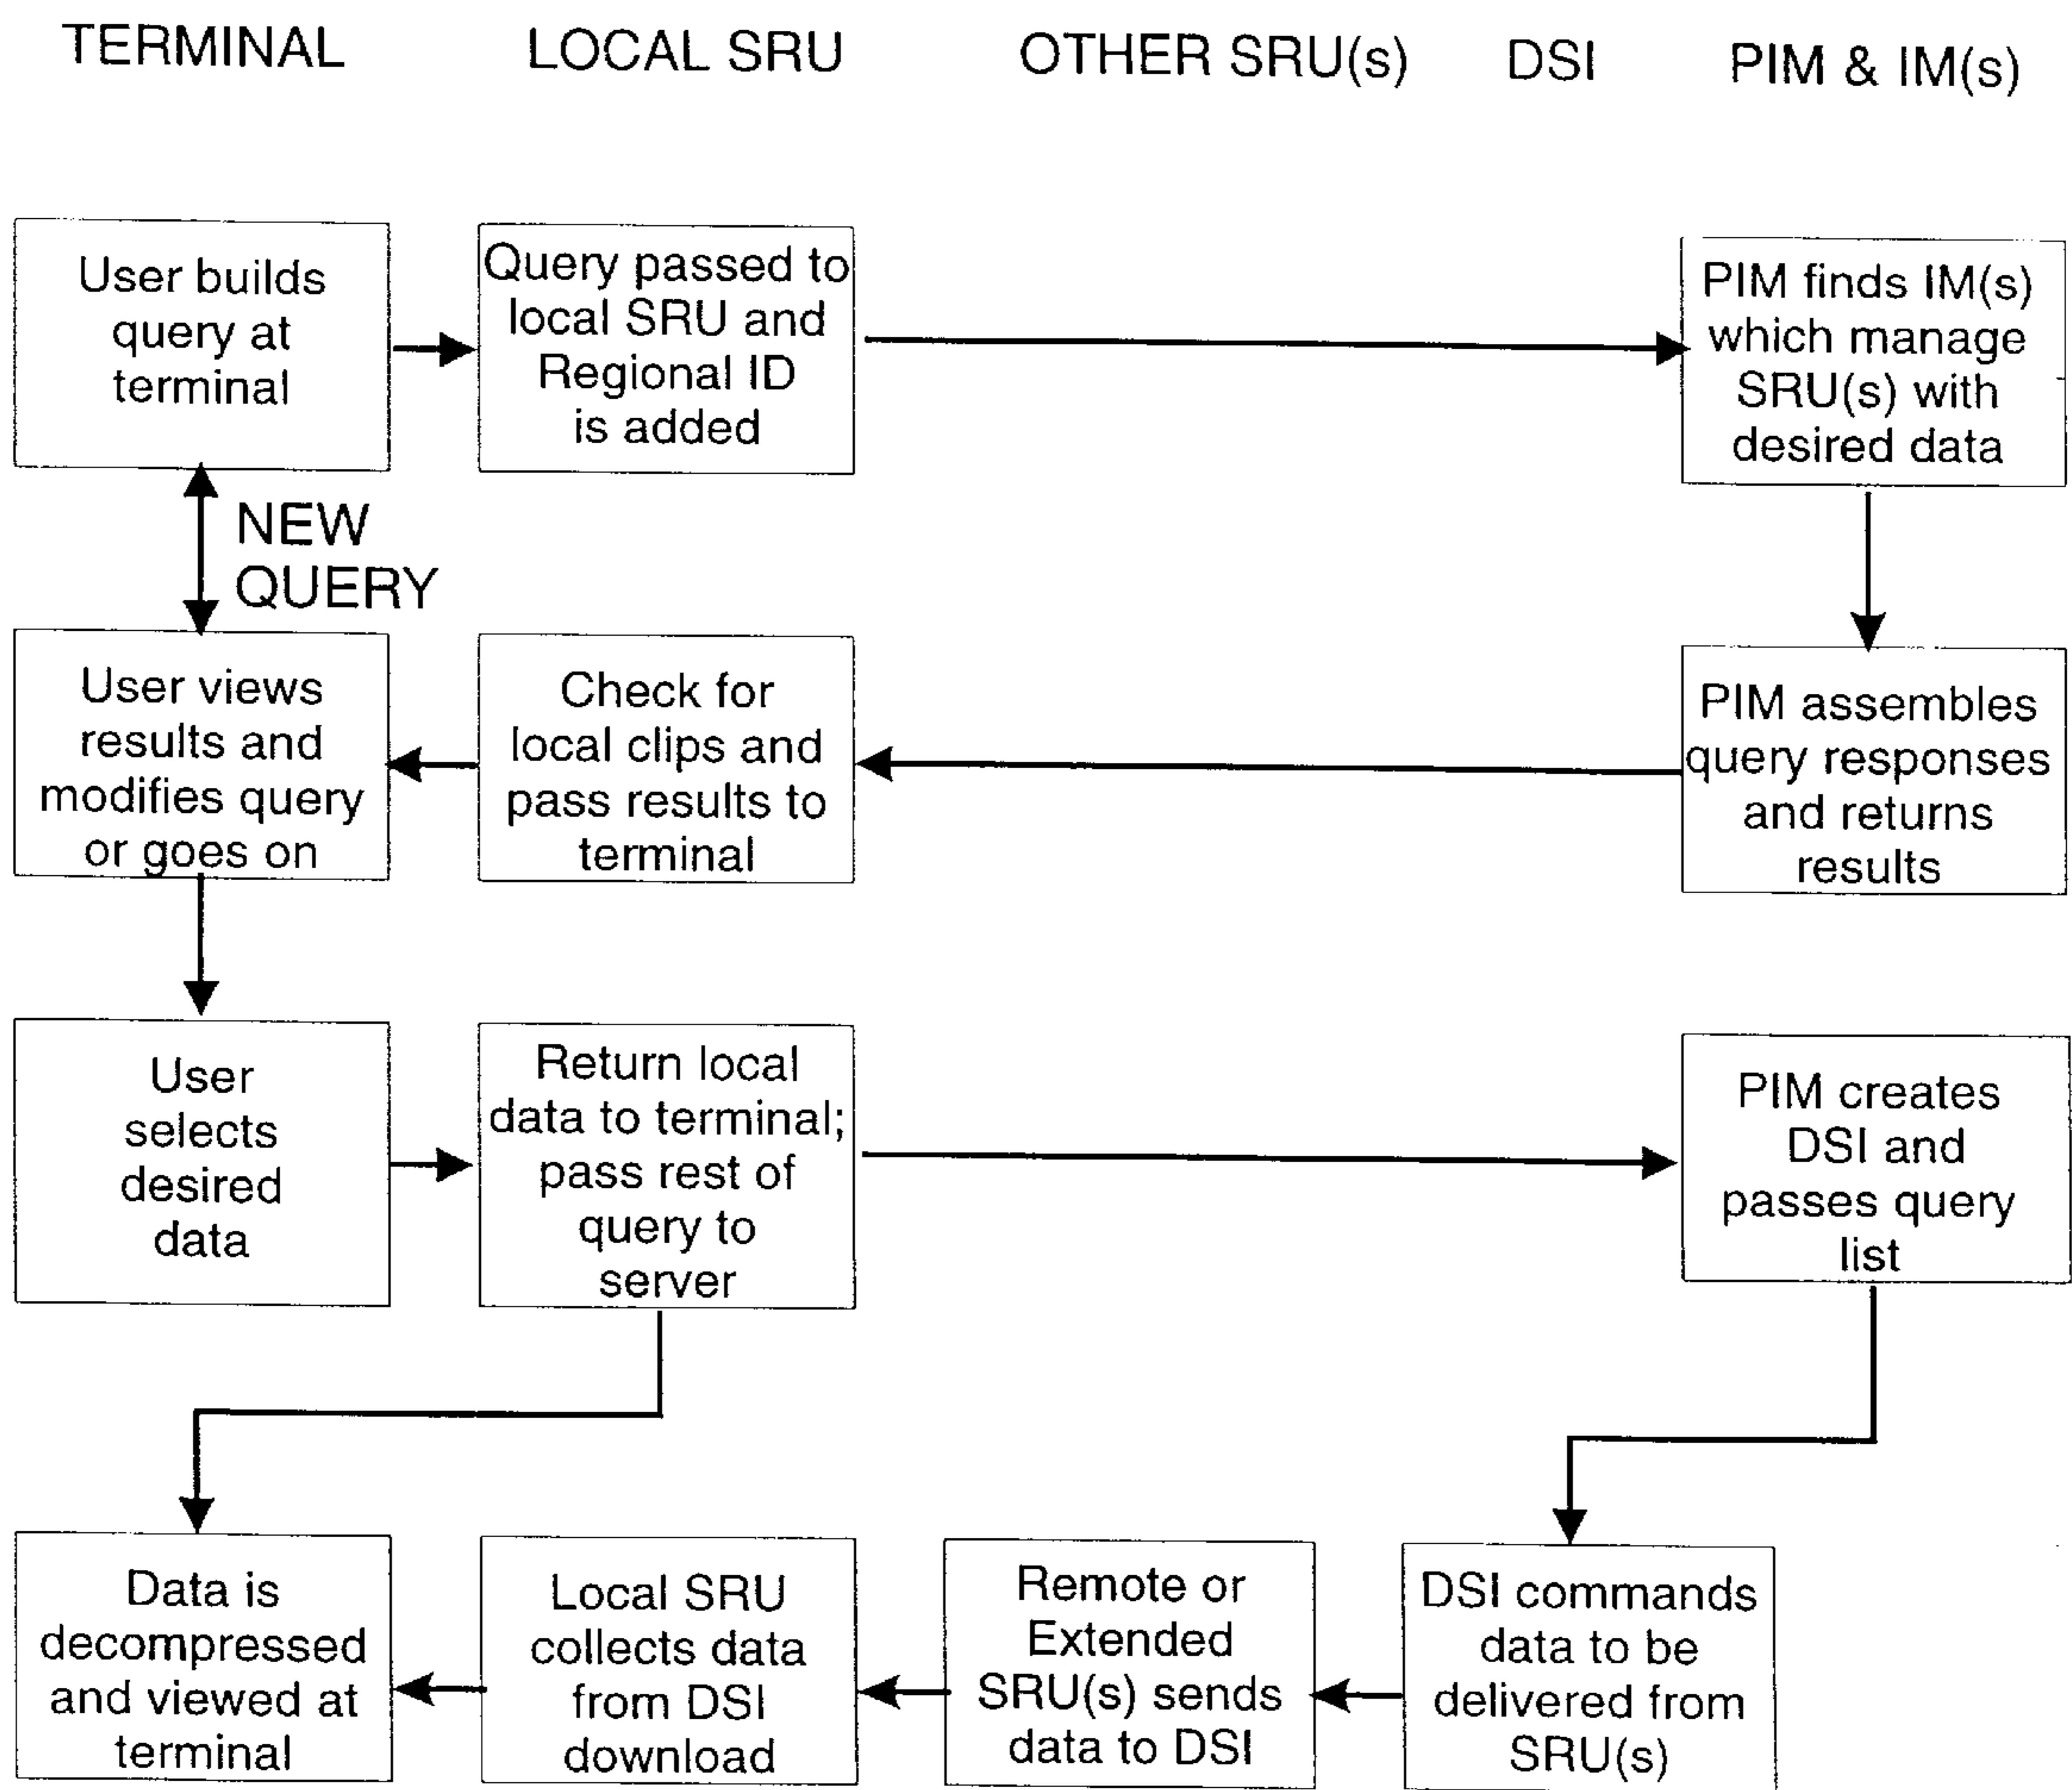 TERMINAL
LOCAL SRU
OTHER SRU(s)
DSI
PIM & IM(s)
User builds
query at
terminal
Query passed to
local SRU and
Regional ID
is added
PIM finds IM(s)
which manage
SRU(s) with
desired data
NEW
QUERY
User views
results and
modifies query
or goes on
Check for
local clips and
pass results to
terminal
PIM assembles
query responses
and returns
results
User
selects
desired
data
Return local
data to terminal;
pass rest of
query to
server
PIM creates
DSI and
passes query
list
Data is
decompressed
and viewed at
terminal
Local SRU
collects data
from DSI
download
Remote or
Extended
SRU(s) sends
data to DSI
DSI commands
data to be
delivered from
SRU(s)